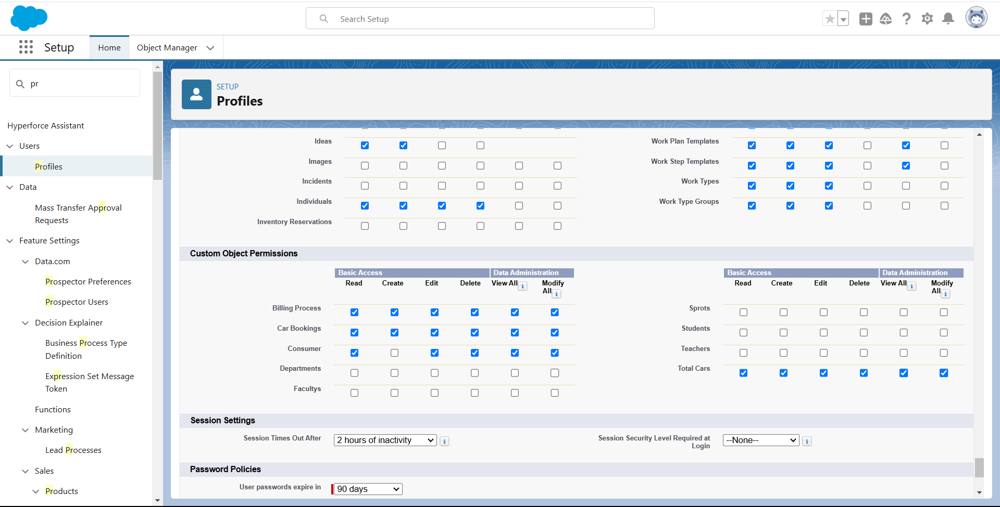 Search Setup
Setup
Home
Object Manager
pr
Hyperforce Assistant
Users
Profiles
Data
Mass Transfer Approval
Requests
Feature Settings
Data.com
Prospector Preferences
Prospector Users
Decision Explainer
Business Process Type
Definition
Expression Set Message
Token
Functions
Marketing
Lead Processes
Sales
Products
SETUP
Profiles
Ideas
Images
Incidents
Individuals
Inventory Reservations
Work Plan Templates
Work Step Templates
Work Types
Work Type Groups
Custom Object Permissions
Basic Access Data Administration
Read Create Edit Delete View All i Modify
All i
Billing Process
Car Bookings
Consumer
Departments
Facultys
Basic Access Data Administration
Read Create Edit Delete View All i Modify
All i
Sprots
Students
Teachers
Total Cars
Session Settings
Session Times Out After 2 hours of inactivity i
Session Security Level Required at
Login
--None-- i
Password Policies
User passwords expire in 90 days